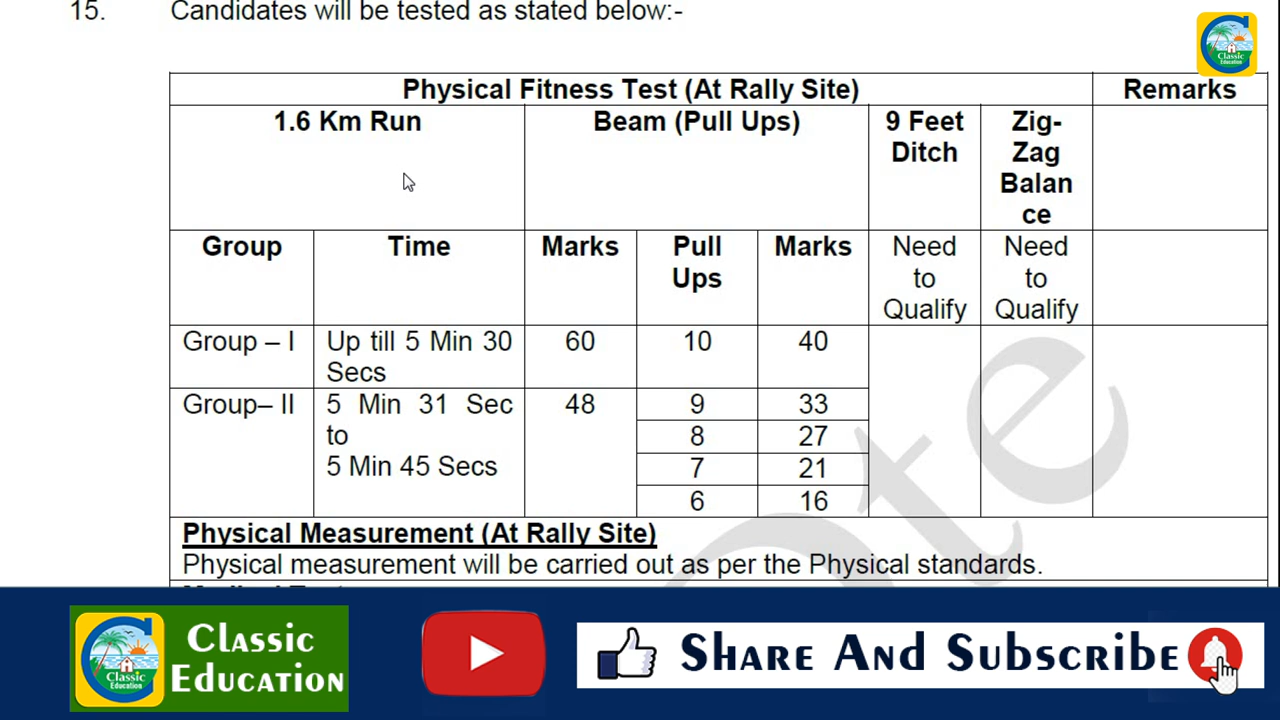 15. Candidates will be tested as stated below:-
Classic
Education
Physical Fitness Test (At Rally Site) Remarks
1.6 Km Run Beam (Pull Ups) 9 Feet Zig-
Ditch Zag
Balan
ce
Group Time Marks Pull Marks Need Need
Ups to to
Qualify Qualify
Group – I Up till 5 Min 30 60 10 40
Secs
Group– II 5 Min 31 Sec 48 9 33
to 8 27
5 Min 45 Secs 7 21
6 16
Physical Measurement (At Rally Site)
Physical measurement will be carried out as per the Physical standards.
Classic
Education
Classic
Education
Share And Subscribe